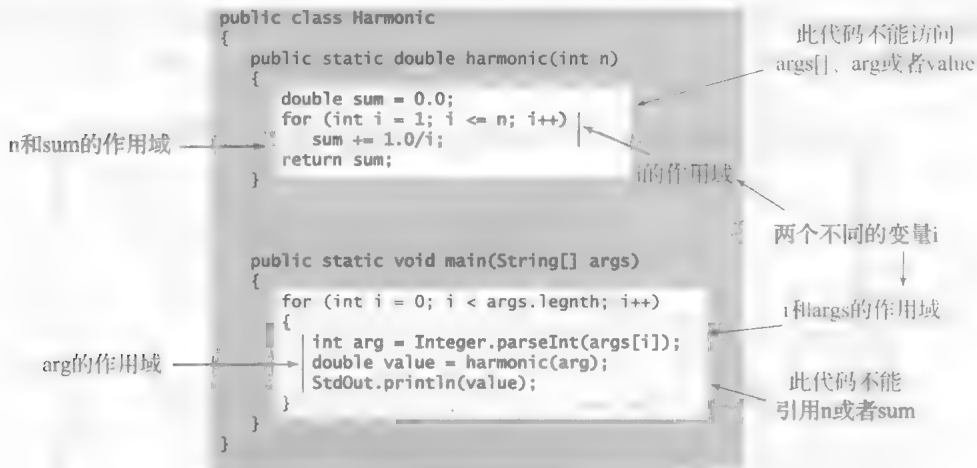 public class Harmonic
{
public static double harmonic(int n)
{
double sum = 0.0;
for (int i = 1; i <= n; i++)
sum += 1.0/i;
return sum;
}
public static void main(String[] args)
{
for (int i = 0; i < args.legnth; i++)
{
int arg = Integer.parseInt(args[i]);
double value = harmonic(arg);
StdOut.println(value);
}
}
}
n和sum的作用域
arg的作用域
此代码不能访问
args[]、arg或者value
i的作用域
两个不同的变量i
i和args的作用域
此代码不能
引用n或者sum